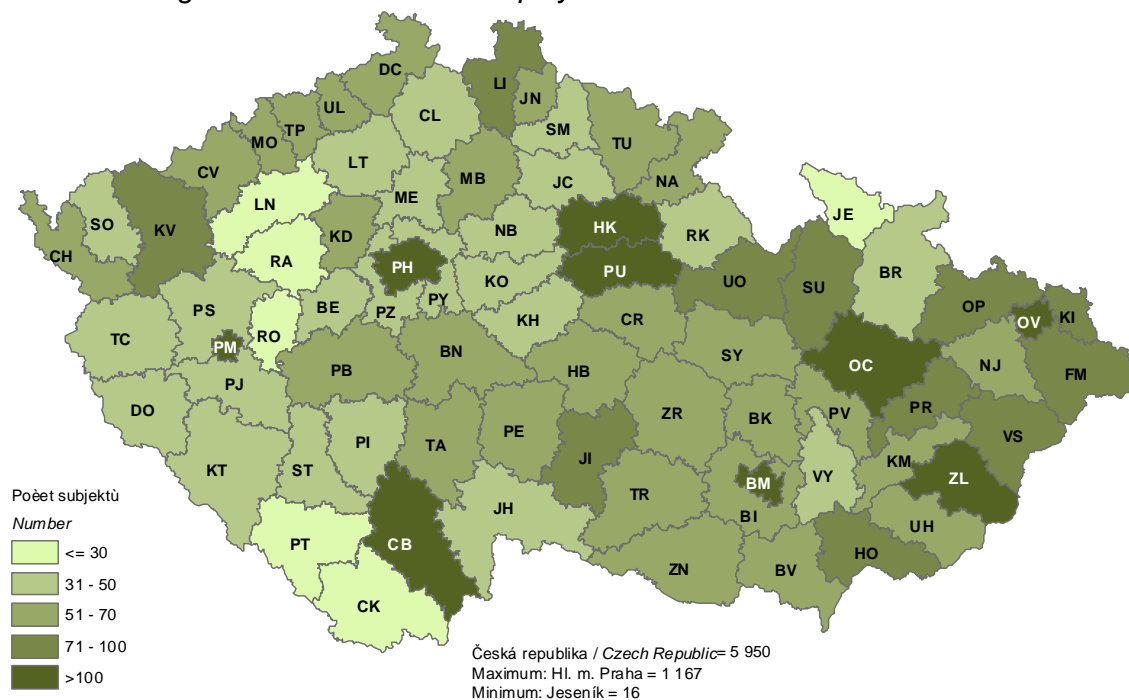 DC
LI
UL
JN
TP
CL
MO
SM
TU
CV
LT
MB
JC
NA
ME
LN
SO
KV
KD
NB
HK
RK
JE
CH
RA
PH
PU
BR
KO
UO
SU
PS
BE
PZ
PY
OP
OV
KI
TC
RO
KH
CR
PM
BN
SY
OC
NJ
FM
PB
HB
PJ
DO
ZR
BK
PV
PR
VS
PI
TA
PE
JI
KT
ST
KM
ZL
BM
VY
TR
JH
BI
UH
PT
CB
HO
ZN
BV
CK
Poèet subjektù
Number
<= 30
31 - 50
51 - 70
71 - 100
>100
Česká republika / Czech Republic= 5 950
Maximum: Hl. m. Praha = 1 167
Minimum: Jeseník = 16